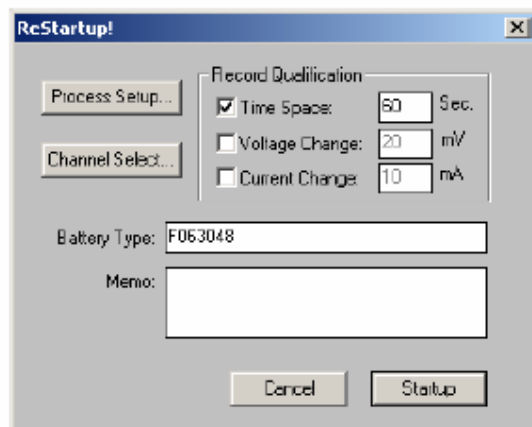 ReStartup!
Process Setup...
Channel Select...
Record Qualification
Time Space: 60 Sec.
Voltage Change: 20 mV
Current Change: 10 mA
Battery Type: F063048
Memo:
Cancel
Startup